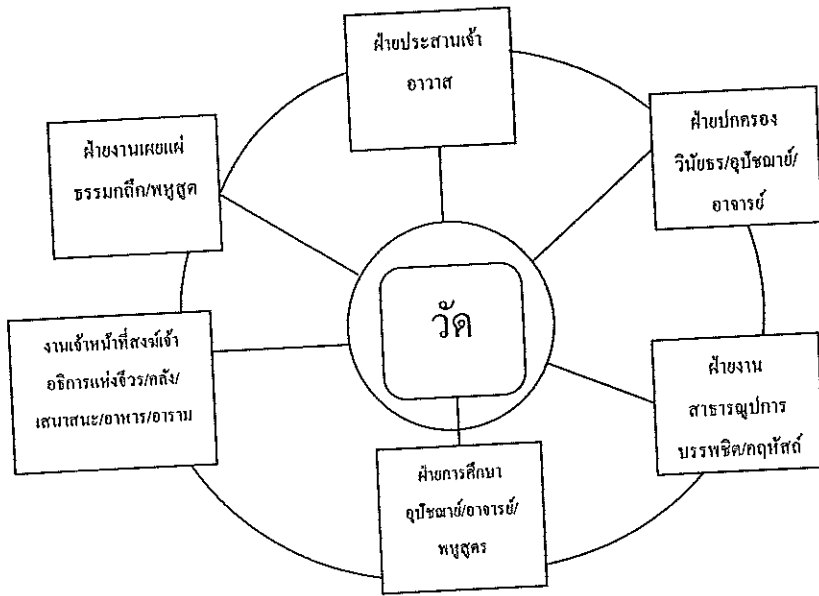 ฝ่ายประสานเจ้า
อาวาส
ฝ่ายปกครอง
วินัยธร/อุปัชฌาย์/
อาจารย์
ฝ่ายงานเผยแผ่
ธรรมกถึก/พหูสูต
วัด
งานเจ้าหน้าที่สงฆ์เจ้า
อธิการแห่งจีวร/คลัง/
เสนาสนะ/อาหาร/อาราม
ฝ่ายงาน
สาธารณูปการ
บรรพชิต/คฤหัสถ์
ฝ่ายการศึกษา
อุปัชฌาย์/อาจารย์/
พหูสูตร